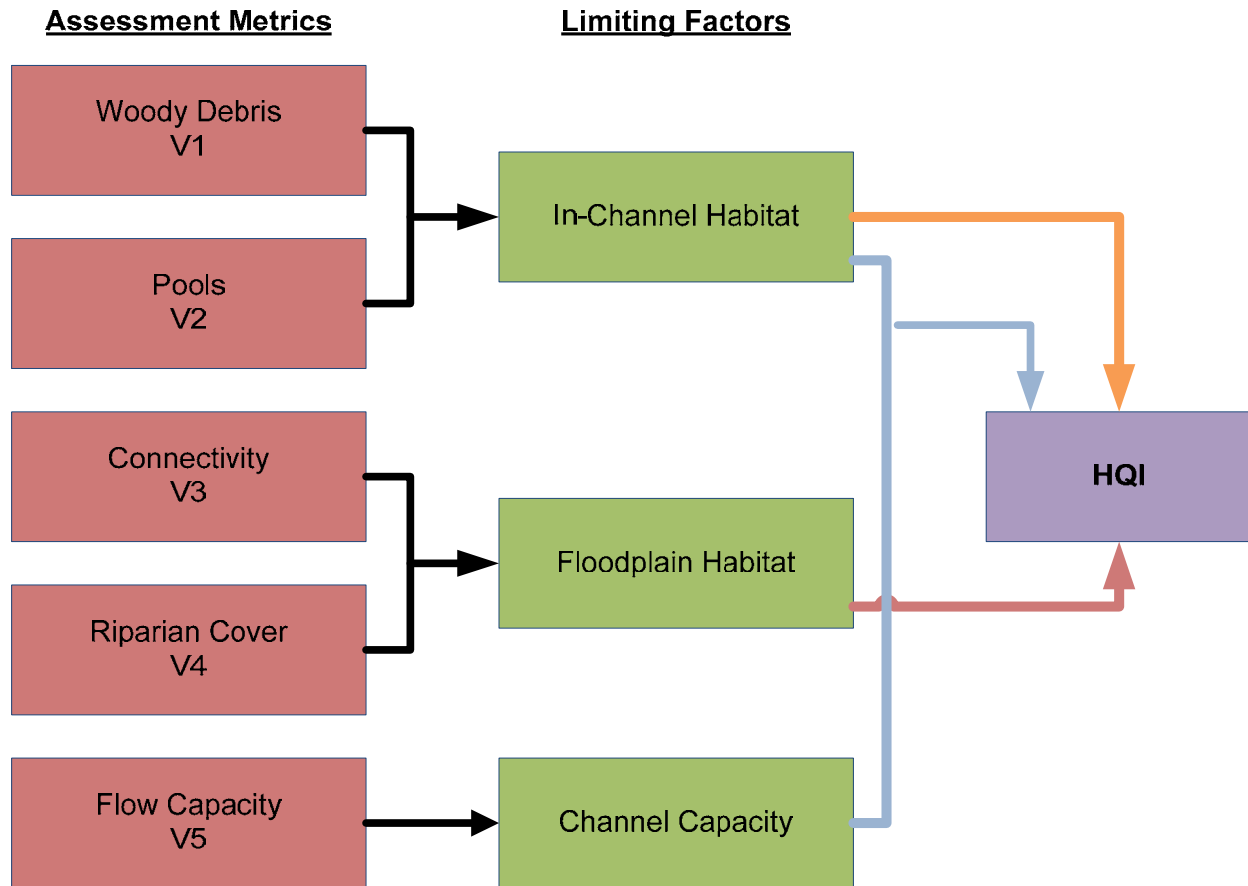 Assessment Metrics
Limiting Factors
Woody Debris
V1
In-Channel Habitat
Pools
V2
Connectivity
V3
HQI
Floodplain Habitat
Riparian Cover
V4
Flow Capacity
V5
Channel Capacity